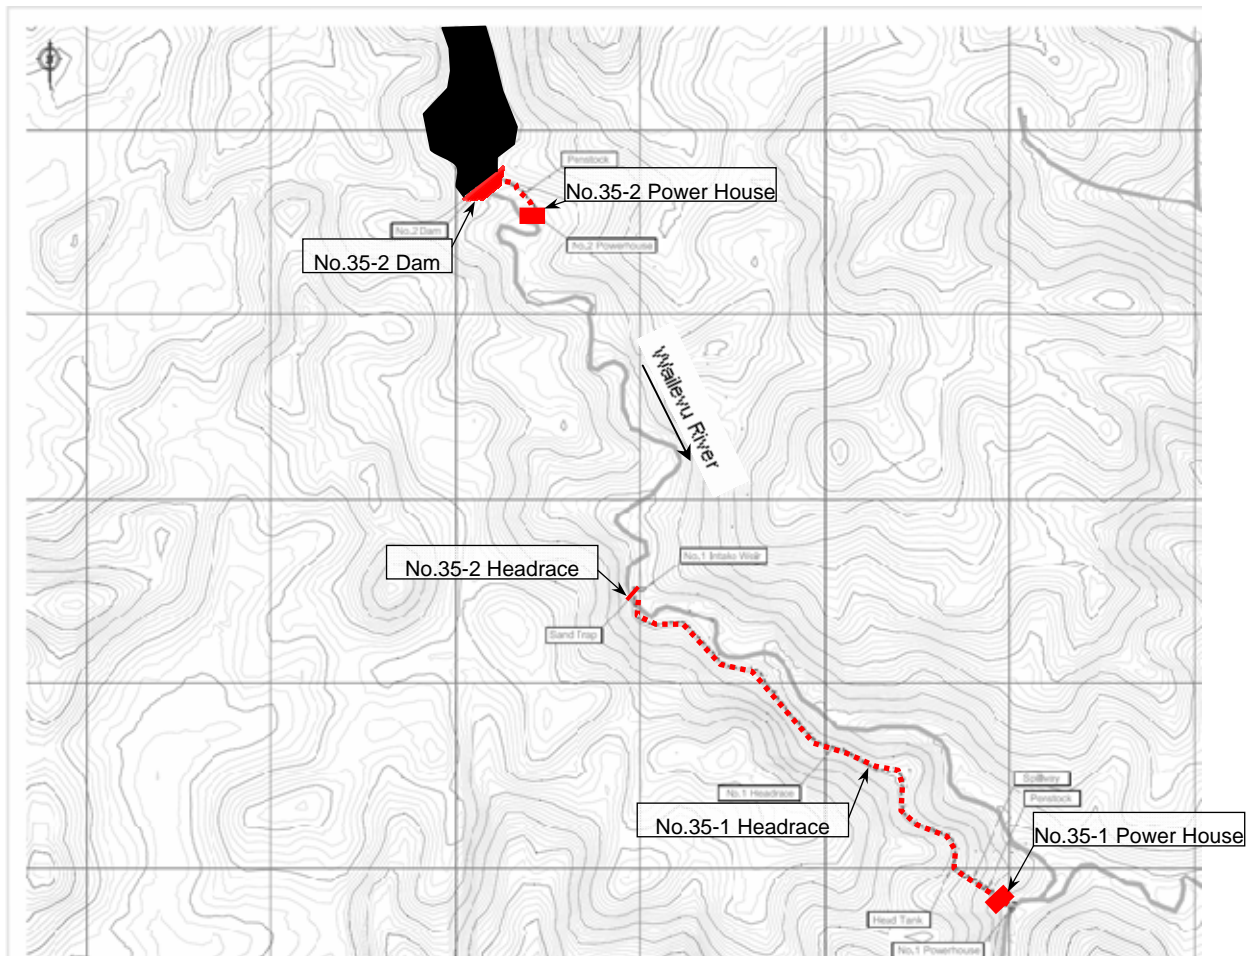 Penstock
No.35-2 Power House
No.2 Dam
No.2 Powerhouse
No.35-2 Dam
Wailevu River
No.35-2 Headrace
No.1 Intake Weir
Sand Trap
Spillway
No.1 Headrace
Penstock
No.35-1 Headrace
No.35-1 Power House
Head Tank
No.1 Powerhouse